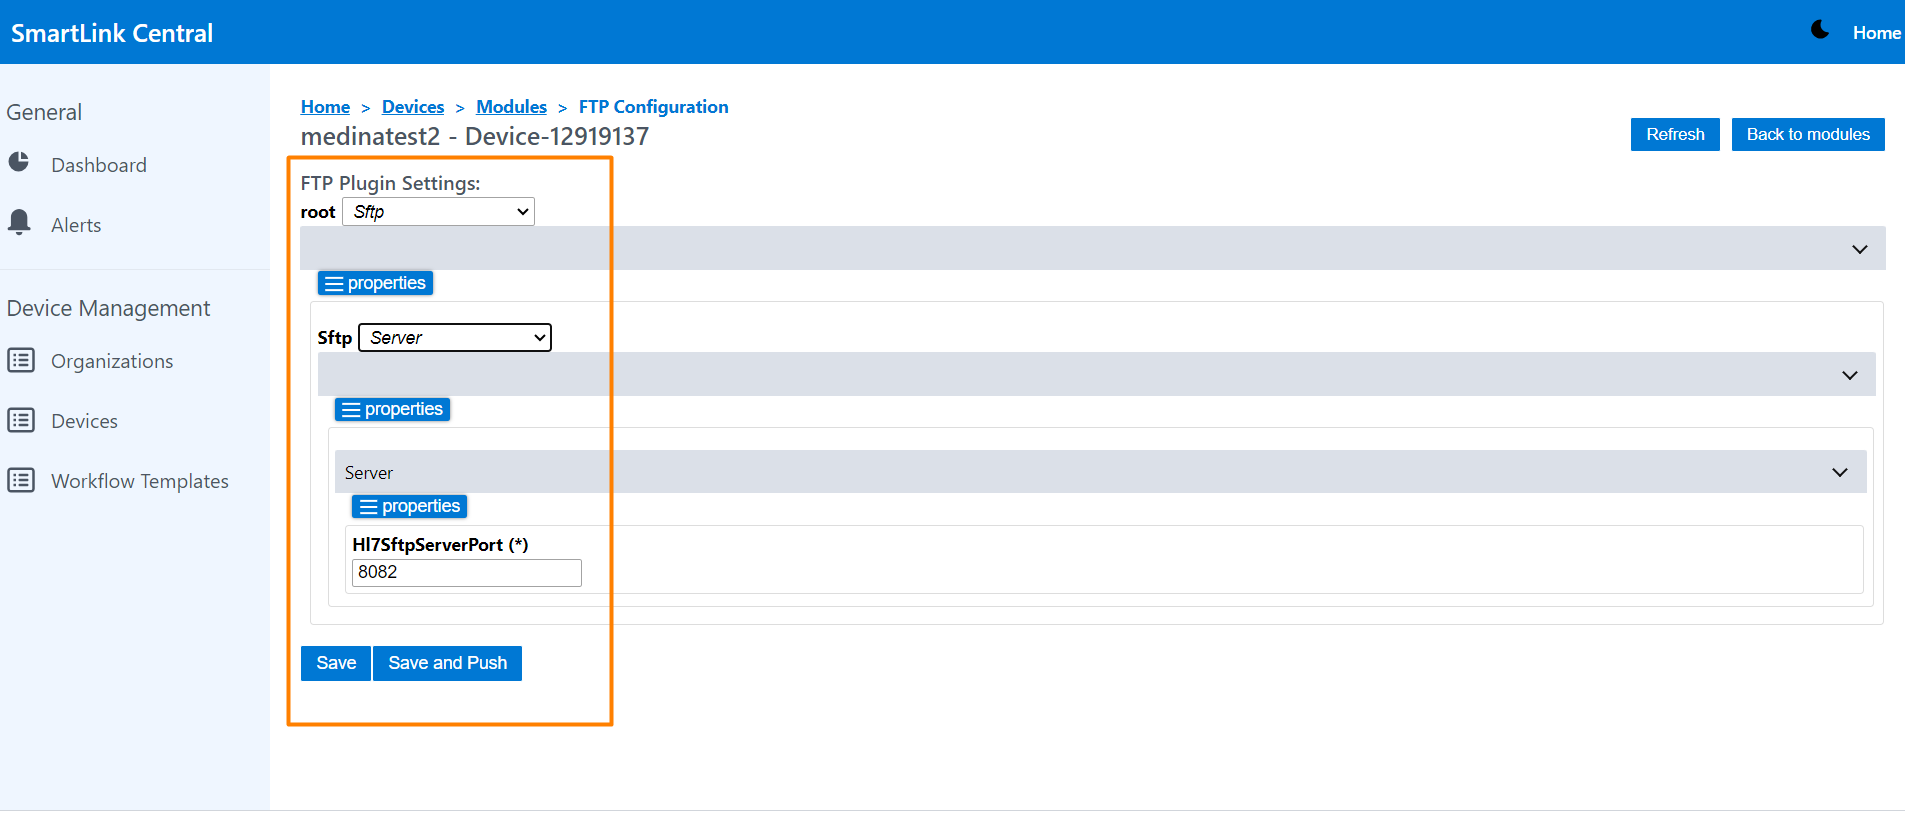 SmartLink Central
Home
General
Dashboard
Alerts
Device Management
Organizations
Devices
Workflow Templates
Home > Devices > Modules > FTP Configuration
medinatest2 - Device-12919137
Refresh
Back to modules
FTP Plugin Settings:
root Sftp
properties
Sftp Server
properties
Server
properties
Hl7SftpServerPort (*)
8082
Save
Save and Push